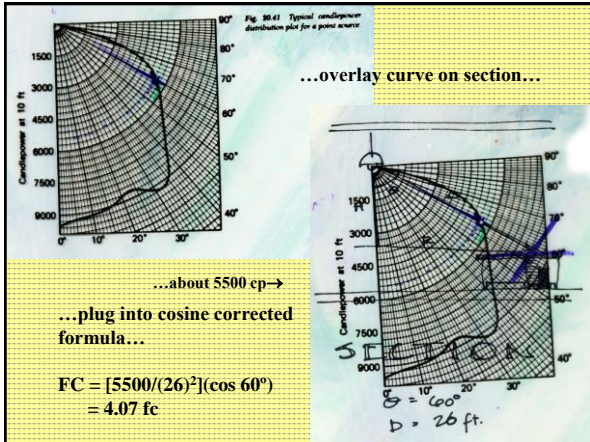 Fig. 20.41 Typical candlepower
distribution plot for a point source
Candlepower at 10 ft
1500
3000
4500
6000
7500
9000
0°
10°
20°
30°
40°
50°
60°
70°
80°
90°
…overlay curve on section…
…about 5500 cp→
…plug into cosine corrected
formula…
FC = [5500/(26)²](cos 60º)
= 4.07 fc
Candlepower at 10 ft
1500
3000
4500
6000
7500
9000
0°
10°
20°
30°
40°
50°
80°
90°
SECTION
θ = 60°
D = 26 ft.